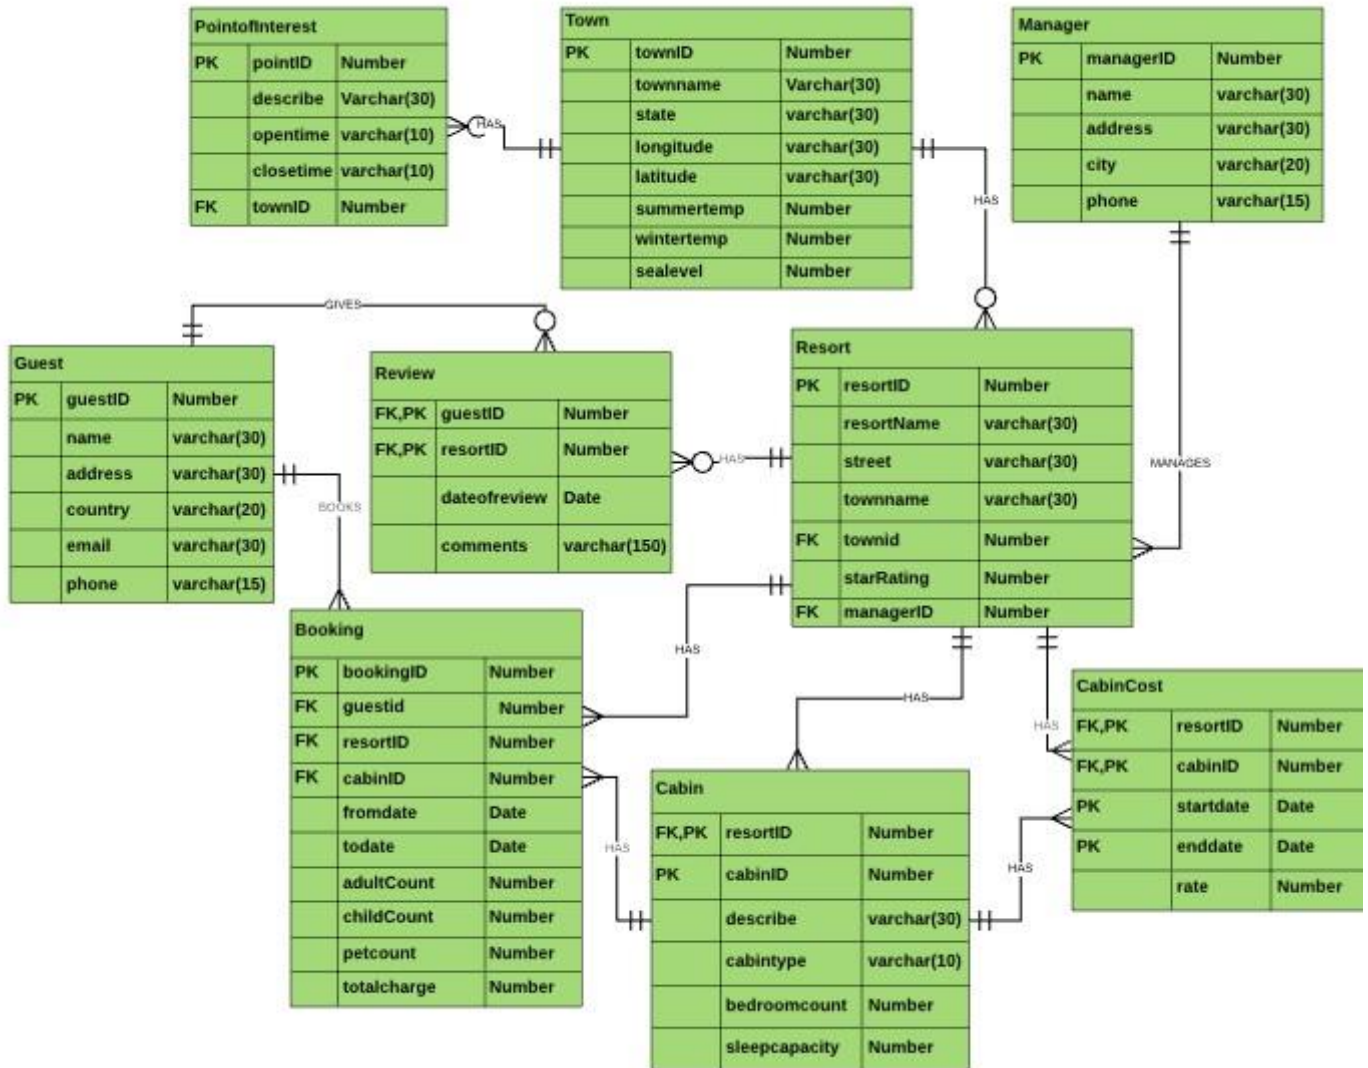 PointofInterest
PK pointID Number
describe Varchar(30)
opentime varchar(10)
closetime varchar(10)
FK townID Number
HAS
Town
PK townID Number
townname Varchar(30)
state varchar(30)
longitude varchar(30)
latitude varchar(30)
summertemp Number
wintertemp Number
sealevel Number
HAS
Manager
PK managerID Number
name varchar(30)
address varchar(30)
city varchar(20)
phone varchar(15)
MANAGES
GIVES
Guest
PK guestID Number
name varchar(30)
address varchar(30)
country varchar(20)
email varchar(30)
phone varchar(15)
BOOKS
Review
FK,PK guestID Number
FK,PK resortID Number
dateofreview Date
comments varchar(150)
HAS
Resort
PK resortID Number
resortName varchar(30)
street varchar(30)
townname varchar(30)
FK townid Number
starRating Number
FK managerID Number
HAS
HAS
HAS
Booking
PK bookingID Number
FK guestid Number
FK resortID Number
FK cabinID Number
fromdate Date
todate Date
adultCount Number
childCount Number
petcount Number
totalcharge Number
HAS
Cabin
FK,PK resortID Number
PK cabinID Number
describe varchar(30)
cabintype varchar(10)
bedroomcount Number
sleepcapacity Number
HAS
CabinCost
FK,PK resortID Number
FK,PK cabinID Number
PK startdate Date
PK enddate Date
rate Number